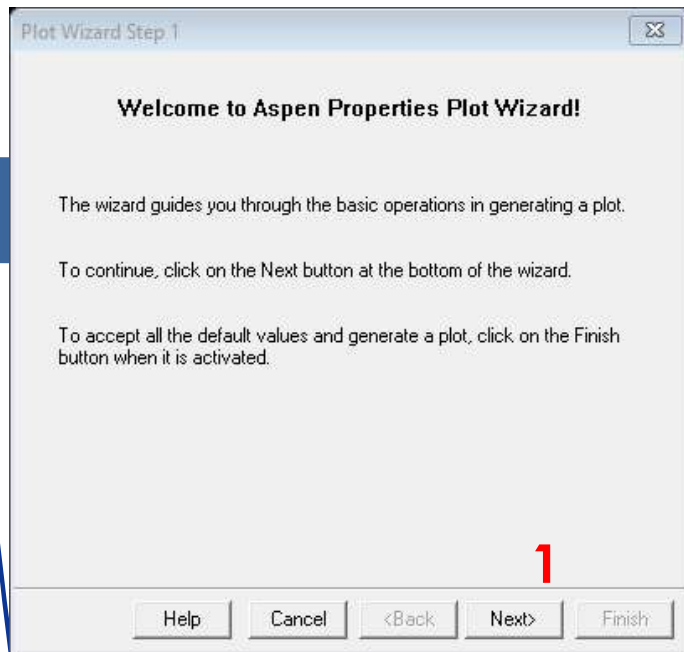 Plot Wizard Step 1
Welcome to Aspen Properties Plot Wizard!
The wizard guides you through the basic operations in generating a plot.
To continue, click on the Next button at the bottom of the wizard.
To accept all the default values and generate a plot, click on the Finish
button when it is activated.
1
Help Cancel <Back Next> Finish